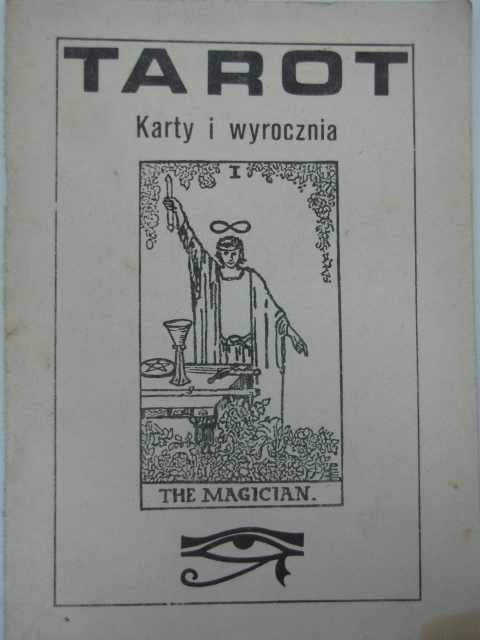 TAROT
Karty i wyrocznia
I
THE MAGICIAN.